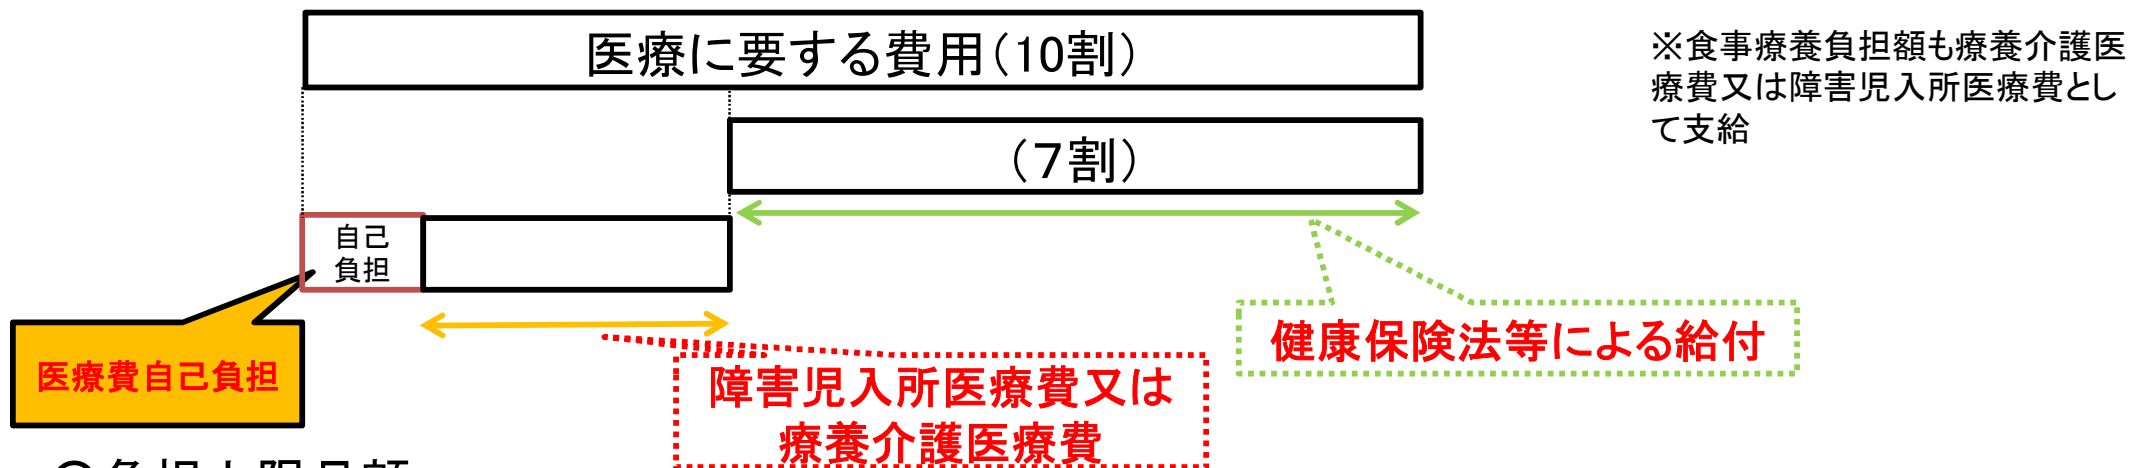 医療に要する費用(10割)
※食事療養負担額も療養介護医
療費又は障害児入所医療費とし
て支給
(7割)
自己
負担
医療費自己負担
健康保険法等による給付
障害児入所医療費又は
療養介護医療費